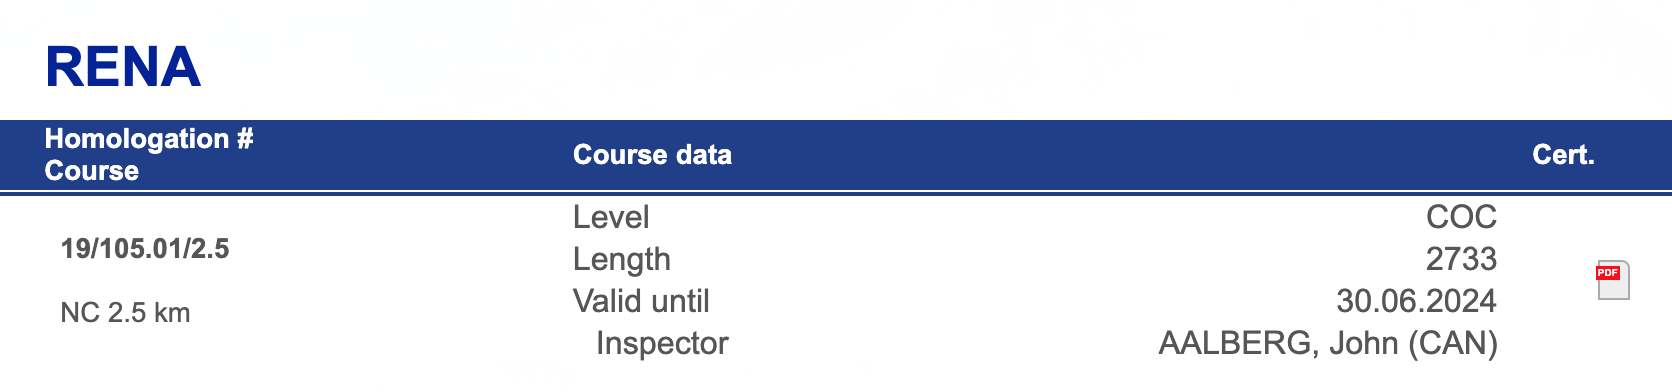 RENA
Homologation #
Course
Course data
Cert.
19/105.01/2.5
NC 2.5 km
Level COC
Length 2733
Valid until 30.06.2024
Inspector AALBERG, John (CAN)
PDF